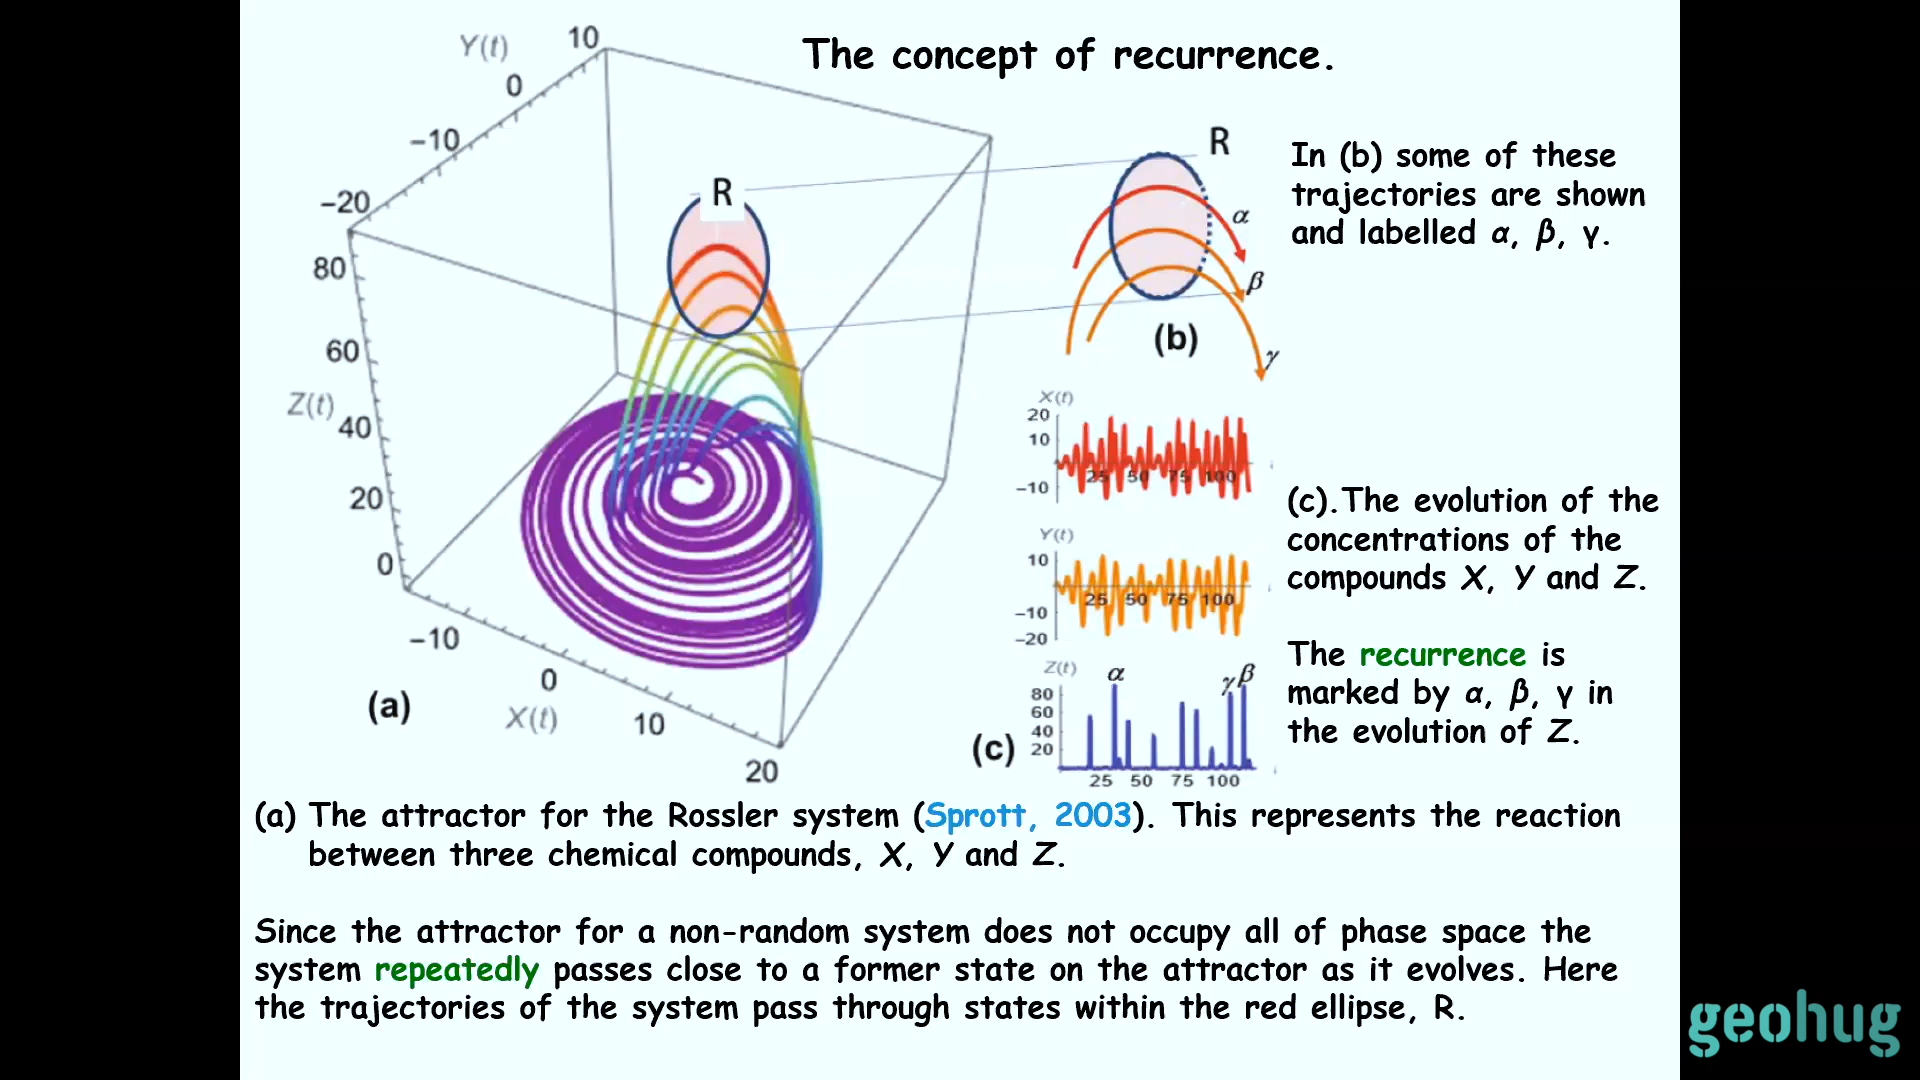 The concept of recurrence.
Y(t)
10
0
−10
−20
80
60
Z(t)
40
20
0
−10
0
X(t)
10
20
R
(a)
R
α
β
γ
(b)
In (b) some of these
trajectories are shown
and labelled α, β, γ.
X(t)
20
10
−10
25 50 75 100
Y(t)
10
−10
−20
25 50 75 100
Z(t)
α
γ β
80
60
40
20
25 50 75 100
(c)
(c).The evolution of the
concentrations of the
compounds X, Y and Z.
The recurrence is
marked by α, β, γ in
the evolution of Z.
(a) The attractor for the Rossler system (Sprott, 2003). This represents the reaction
between three chemical compounds, X, Y and Z.
Since the attractor for a non-random system does not occupy all of phase space the
system repeatedly passes close to a former state on the attractor as it evolves. Here
the trajectories of the system pass through states within the red ellipse, R.
geohug